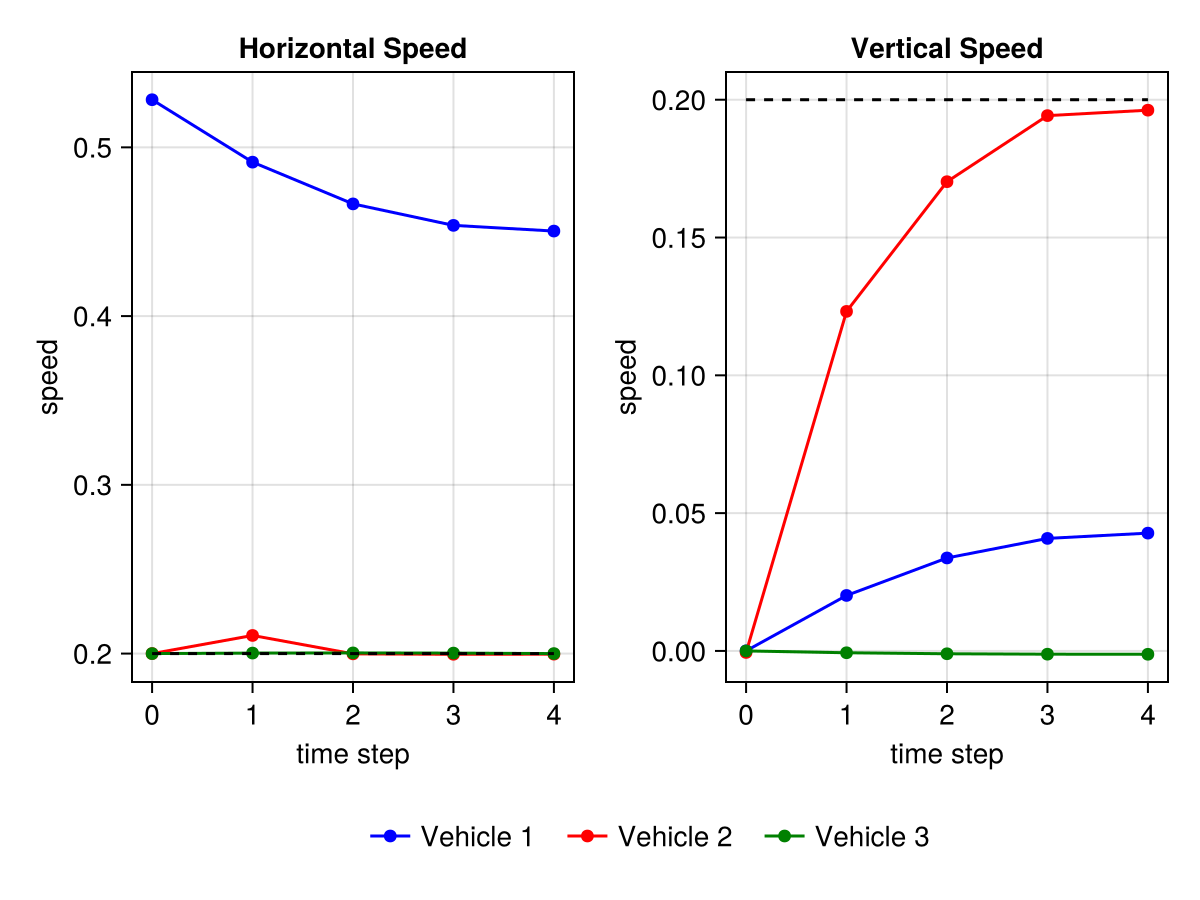 Horizontal Speed
0.5
0.4
0.3
0.2
speed
0 1 2 3 4
time step
Vertical Speed
0.20
0.15
0.10
0.05
0.00
speed
0 1 2 3 4
time step
Vehicle 1 Vehicle 2 Vehicle 3